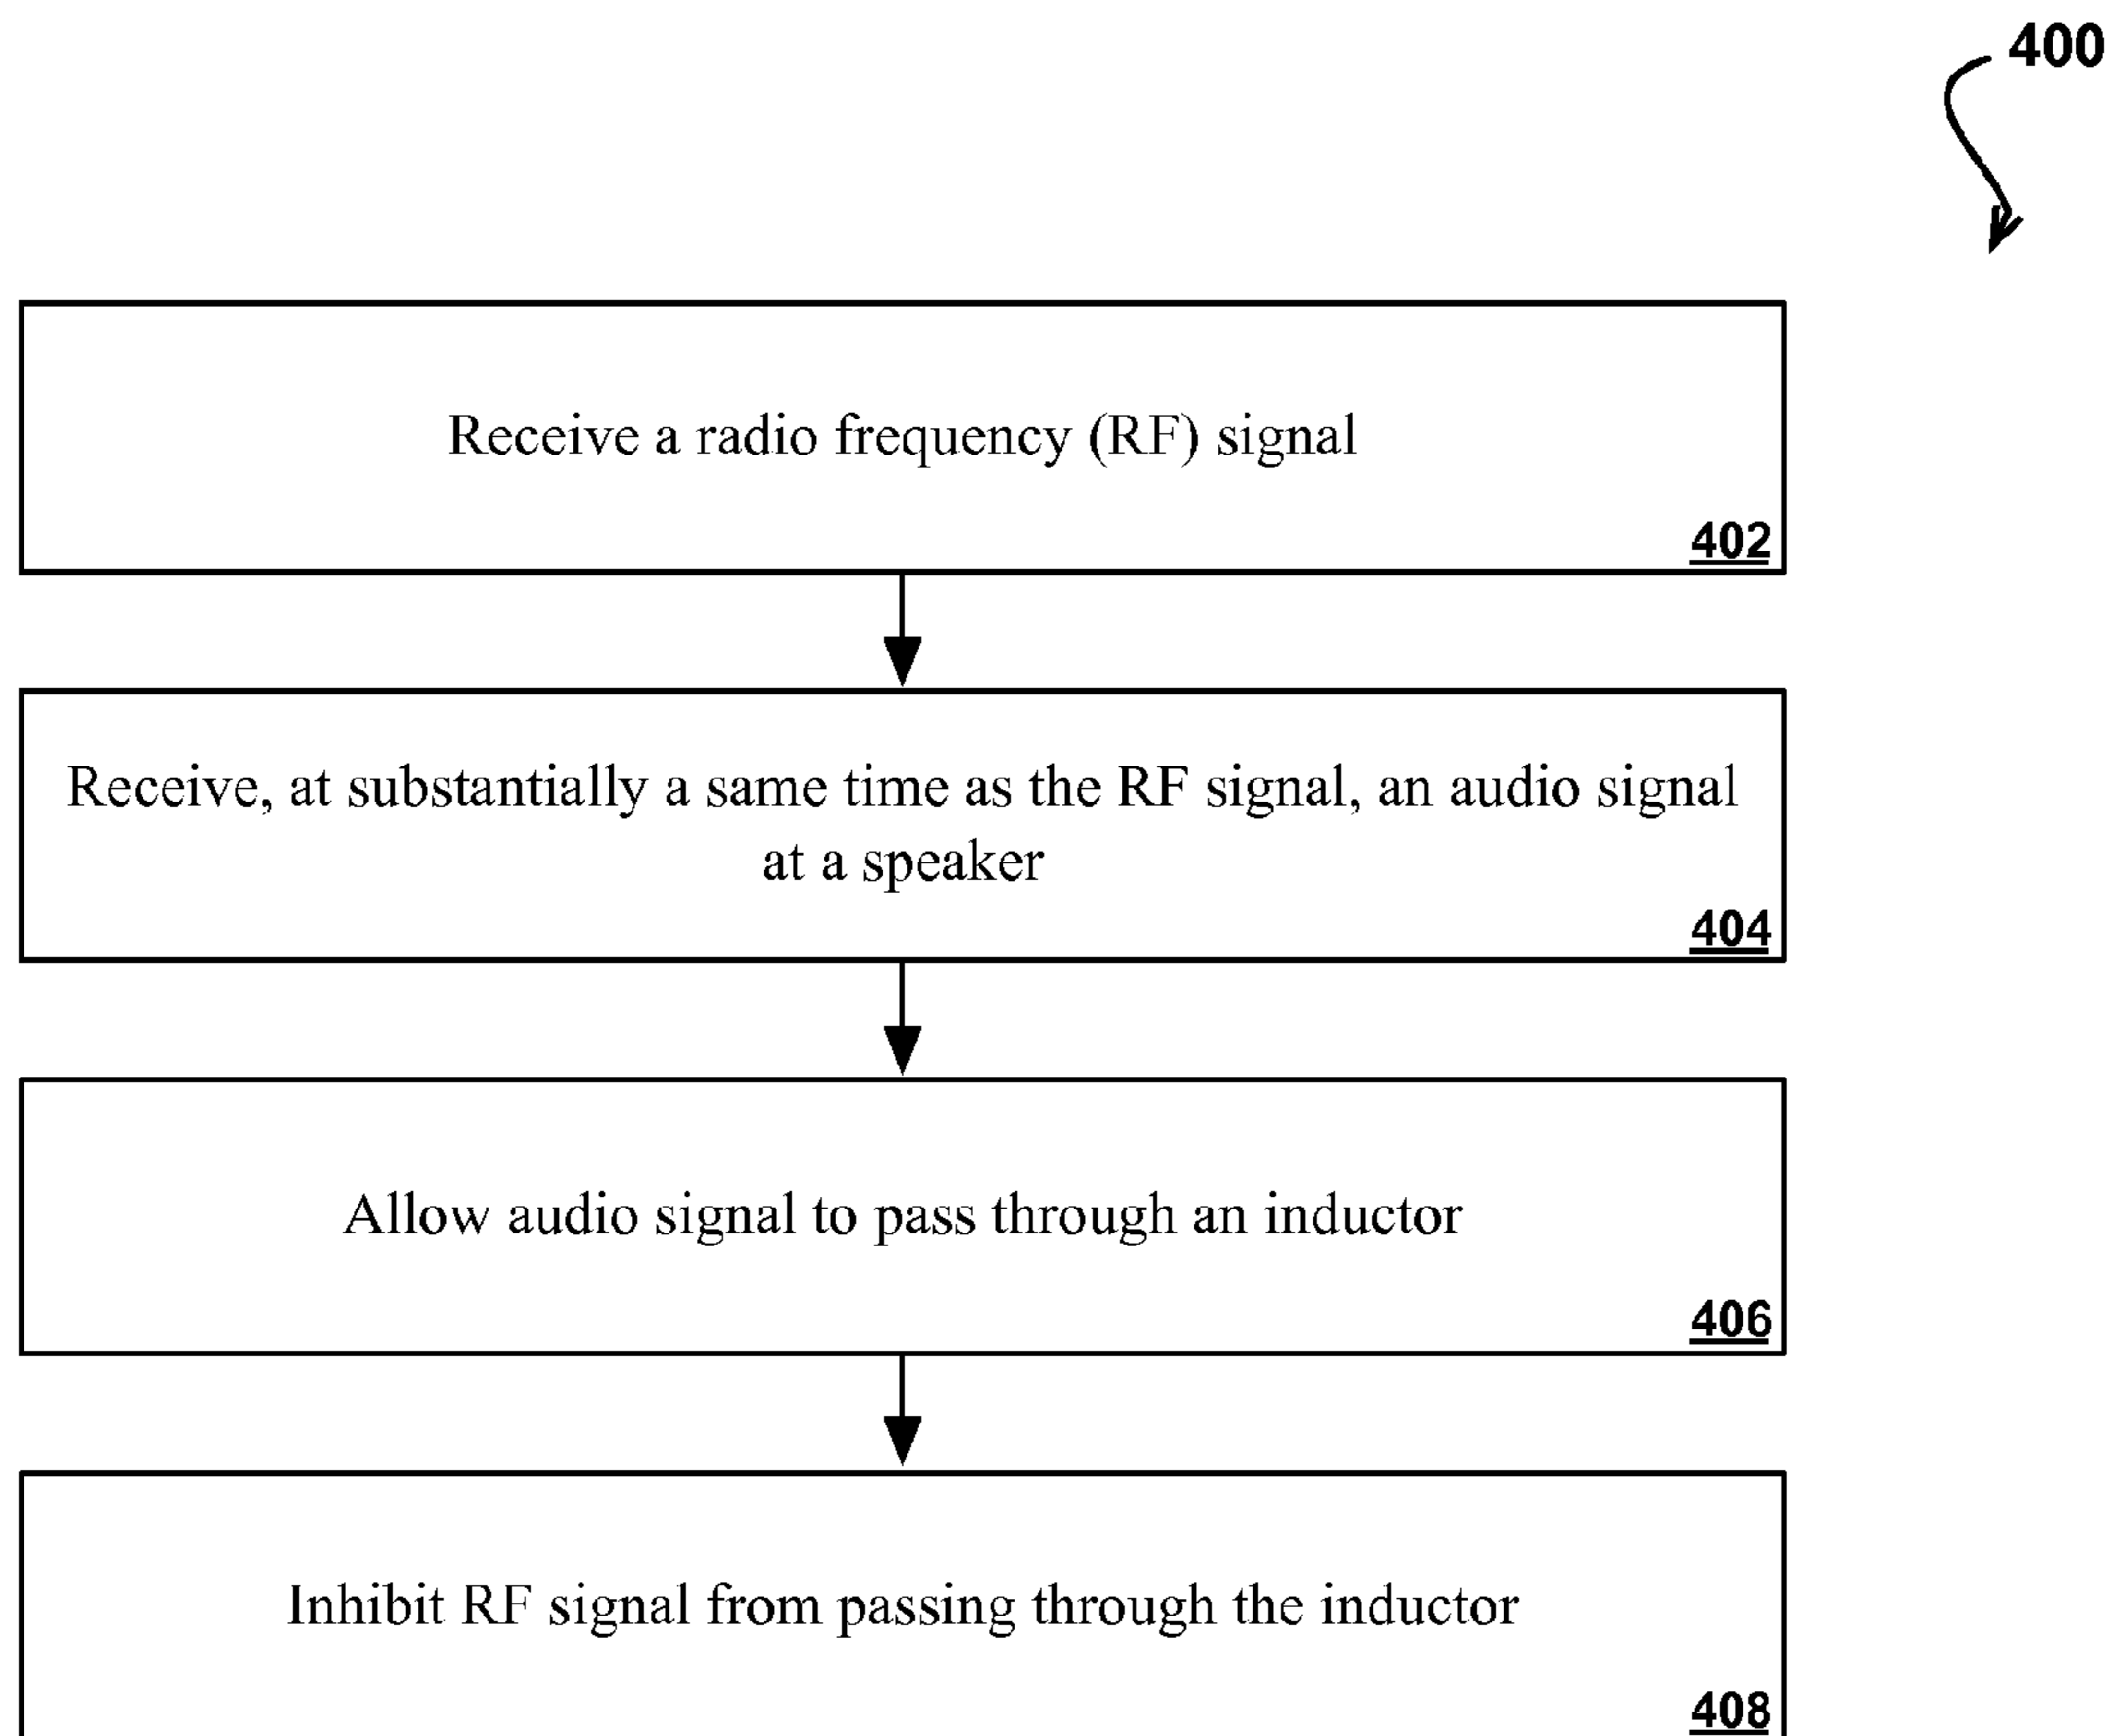 400
Receive a radio frequency (RF) signal
402
Receive, at substantially a same time as the RF signal, an audio signal
at a speaker
404
Allow audio signal to pass through an inductor
406
Inhibit RF signal from passing through the inductor
408